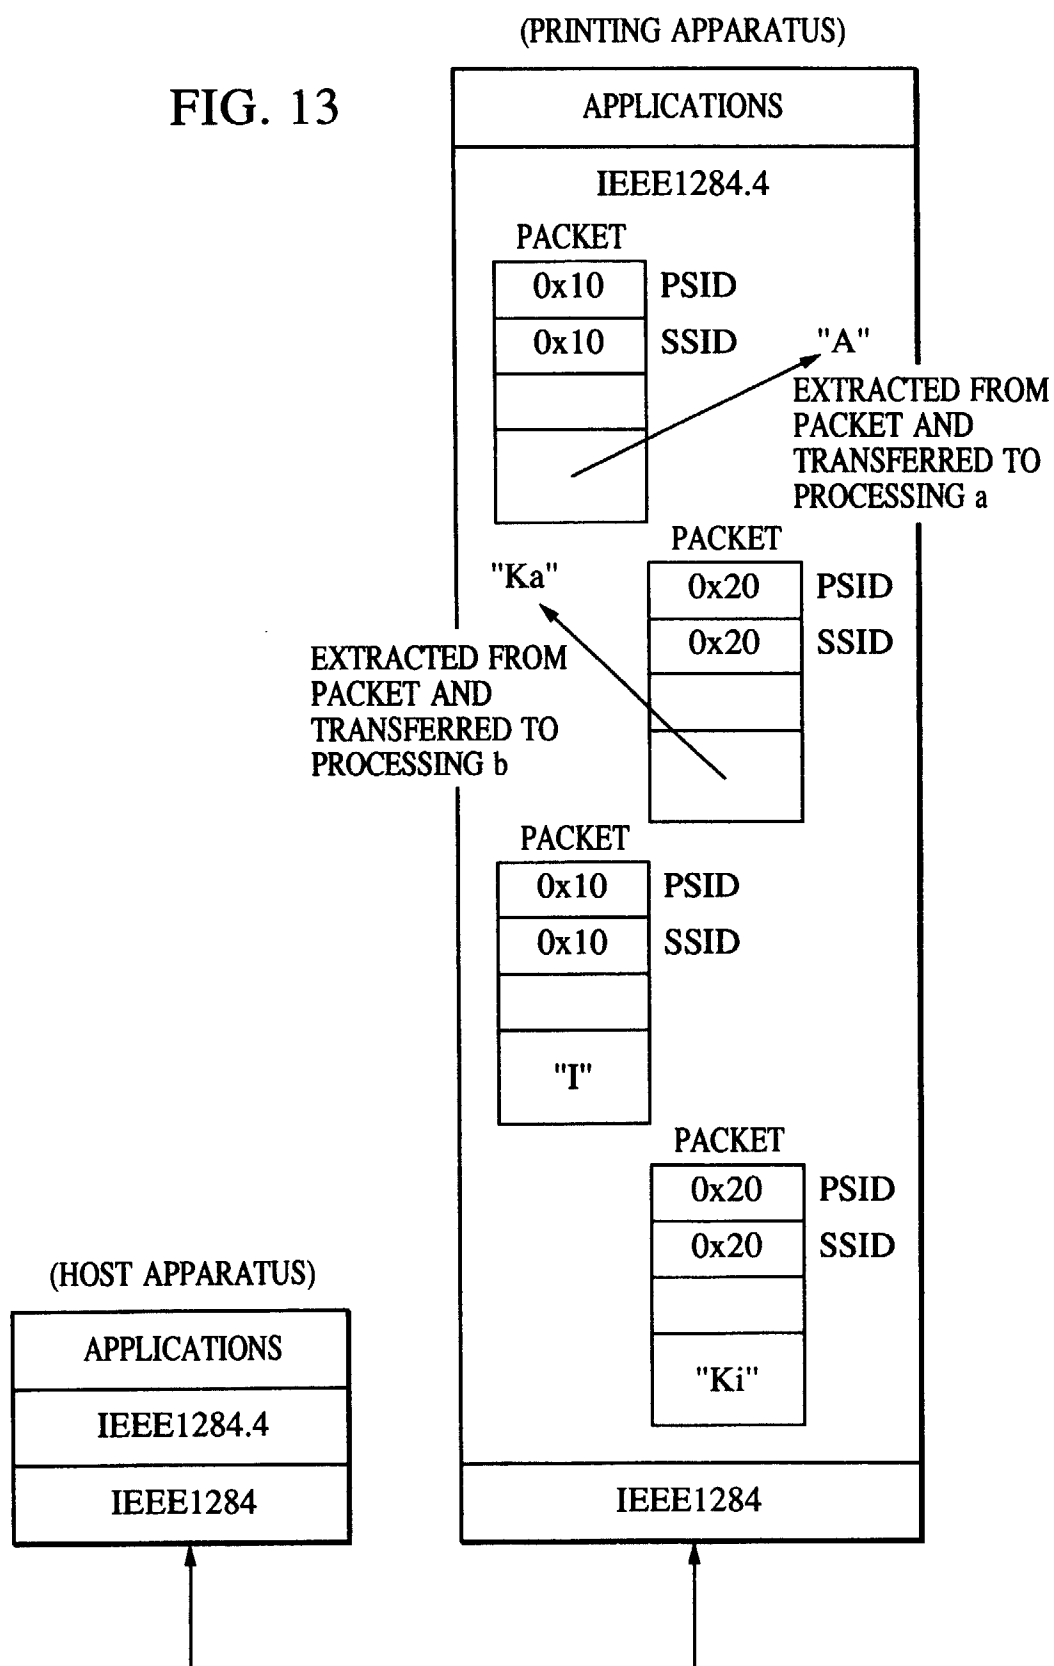 (PRINTING APPARATUS)
FIG. 13
APPLICATIONS
IEEE1284.4
PACKET
0x10 PSID
0x10 SSID
"A"
EXTRACTED FROM
PACKET AND
TRANSFERRED TO
PROCESSING a
PACKET
0x20 PSID
0x20 SSID
"Ka"
EXTRACTED FROM
PACKET AND
TRANSFERRED TO
PROCESSING b
PACKET
0x10 PSID
0x10 SSID
"I"
PACKET
0x20 PSID
0x20 SSID
"Ki"
IEEE1284
(HOST APPARATUS)
APPLICATIONS
IEEE1284.4
IEEE1284